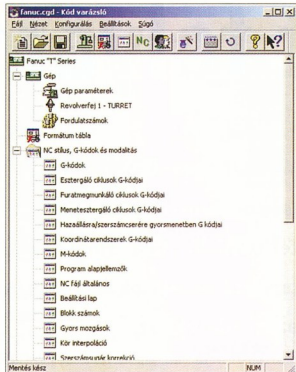 fanuc.cgd - Kód varázsló
Fájl Nézet Konfigurálás Beállítások Súgó
NC
Fanuc "T" Series
Gép
Gép paraméterek
Revolverfej 1 - TURRET
Fordulatszámok
Formátum tábla
NC stílus, G-kódok és modalitás
G-kódok
Esztergáló ciklusok G-kódjai
Furatmegmunkáló ciklusok G-kódjai
Menetesztergáló ciklusok G-kódjai
Hazaállásra/szerszámcserére gyorsmenetben G kódjai
Koordinátarendszerek G-kódjai
M-kódok
Program alapjellemzők
NC fájl általános
Beállítási lap
Blokk számok
Gyors mozgások
Kör interpoláció
Szerszámsugár korrekció
Mentés kész
NUM